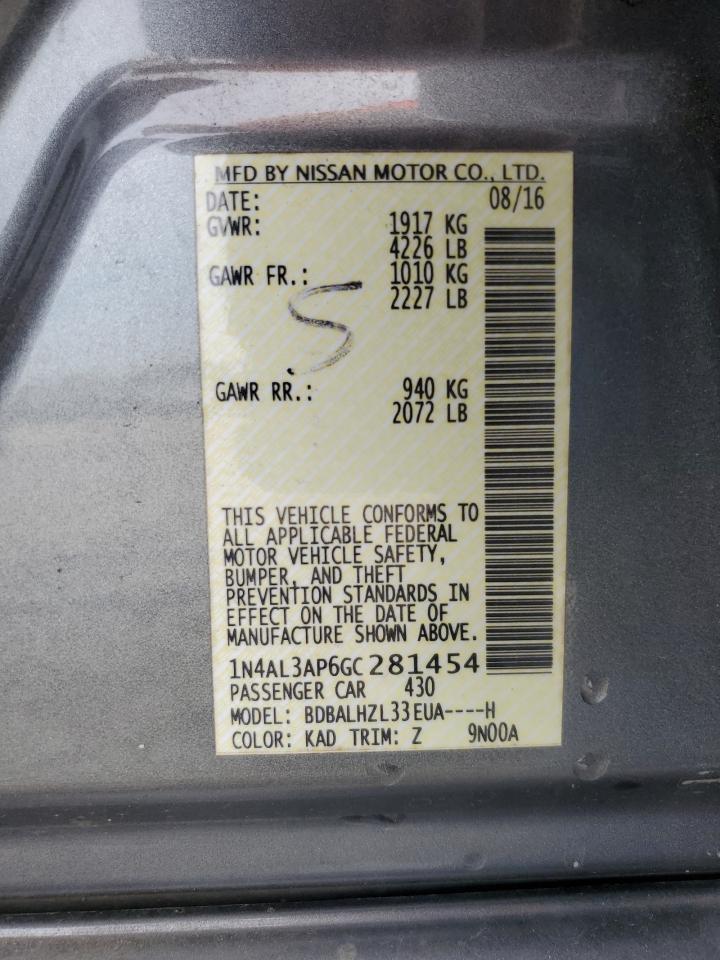 MFD BY NISSAN MOTOR CO., LTD.
DATE: 08/16
GVWR: 1917 KG
4226 LB
GAWR FR.: 1010 KG
2227 LB
S
GAWR RR.: 940 KG
2072 LB
THIS VEHICLE CONFORMS TO
ALL APPLICABLE FEDERAL
MOTOR VEHICLE SAFETY,
BUMPER, AND THEFT
PREVENTION STANDARDS IN
EFFECT ON THE DATE OF
MANUFACTURE SHOWN ABOVE.
1N4AL3AP6GC281454
PASSENGER CAR 430
MODEL: BDBALHZL33EUA----H
COLOR: KAD TRIM: Z 9N00A